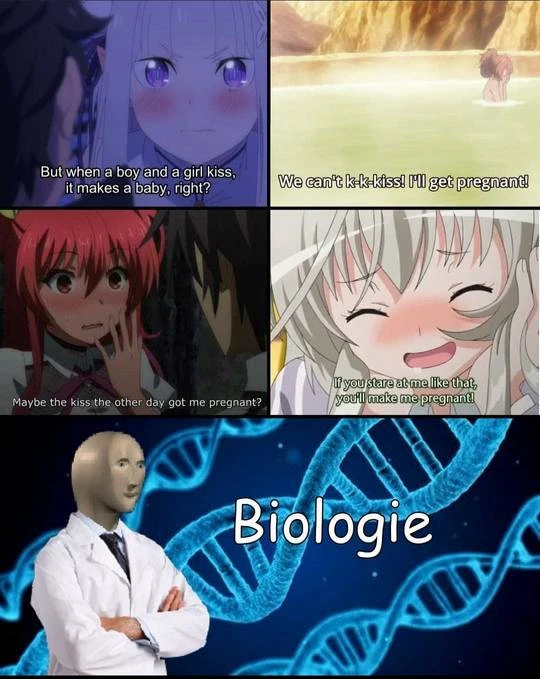 But when a boy and a girl kiss,
it makes a baby, right?
We can't k-k-kiss! I'll get pregnant!
Maybe the kiss the other day got me pregnant?
If you stare at me like that,
you'll make me pregnant!
Biologie